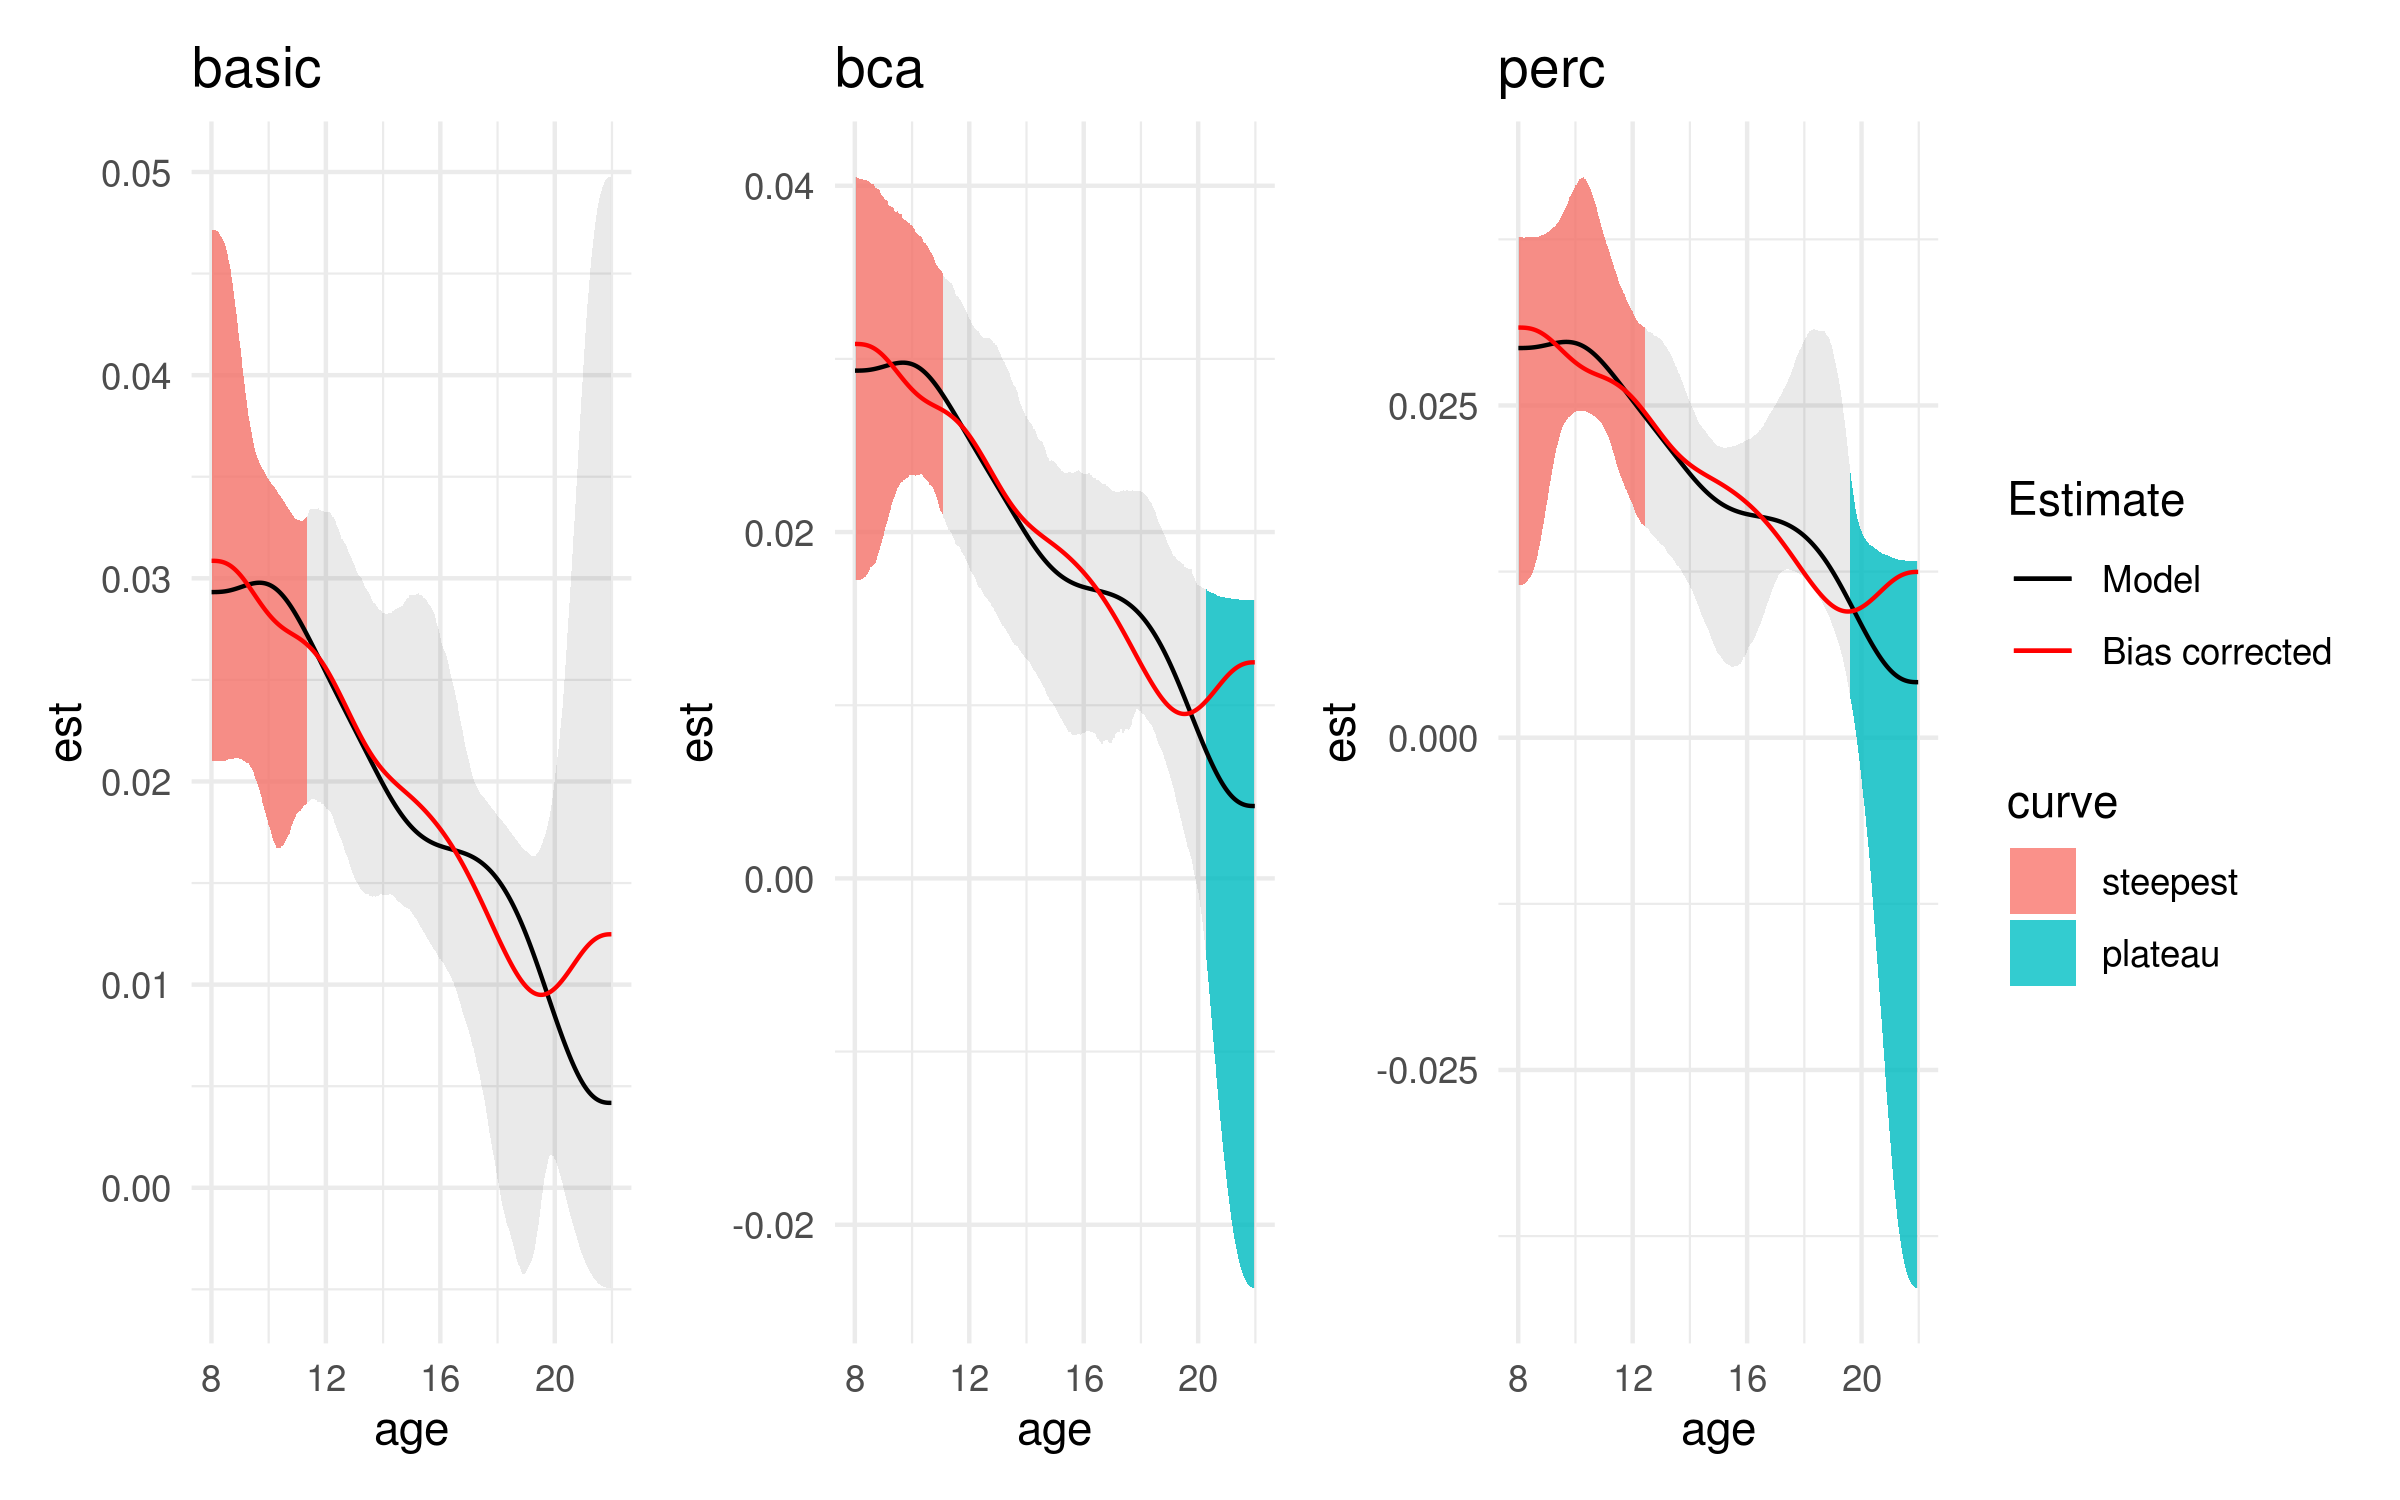 basic
bca
perc
0.05
0.04
0.03
0.02
0.01
0.00
est
8 12 16 20
age
0.04
0.02
0.00
-0.02
est
8 12 16 20
age
0.025
0.000
-0.025
est
8 12 16 20
age
Estimate
Model
Bias corrected
curve
steepest
plateau